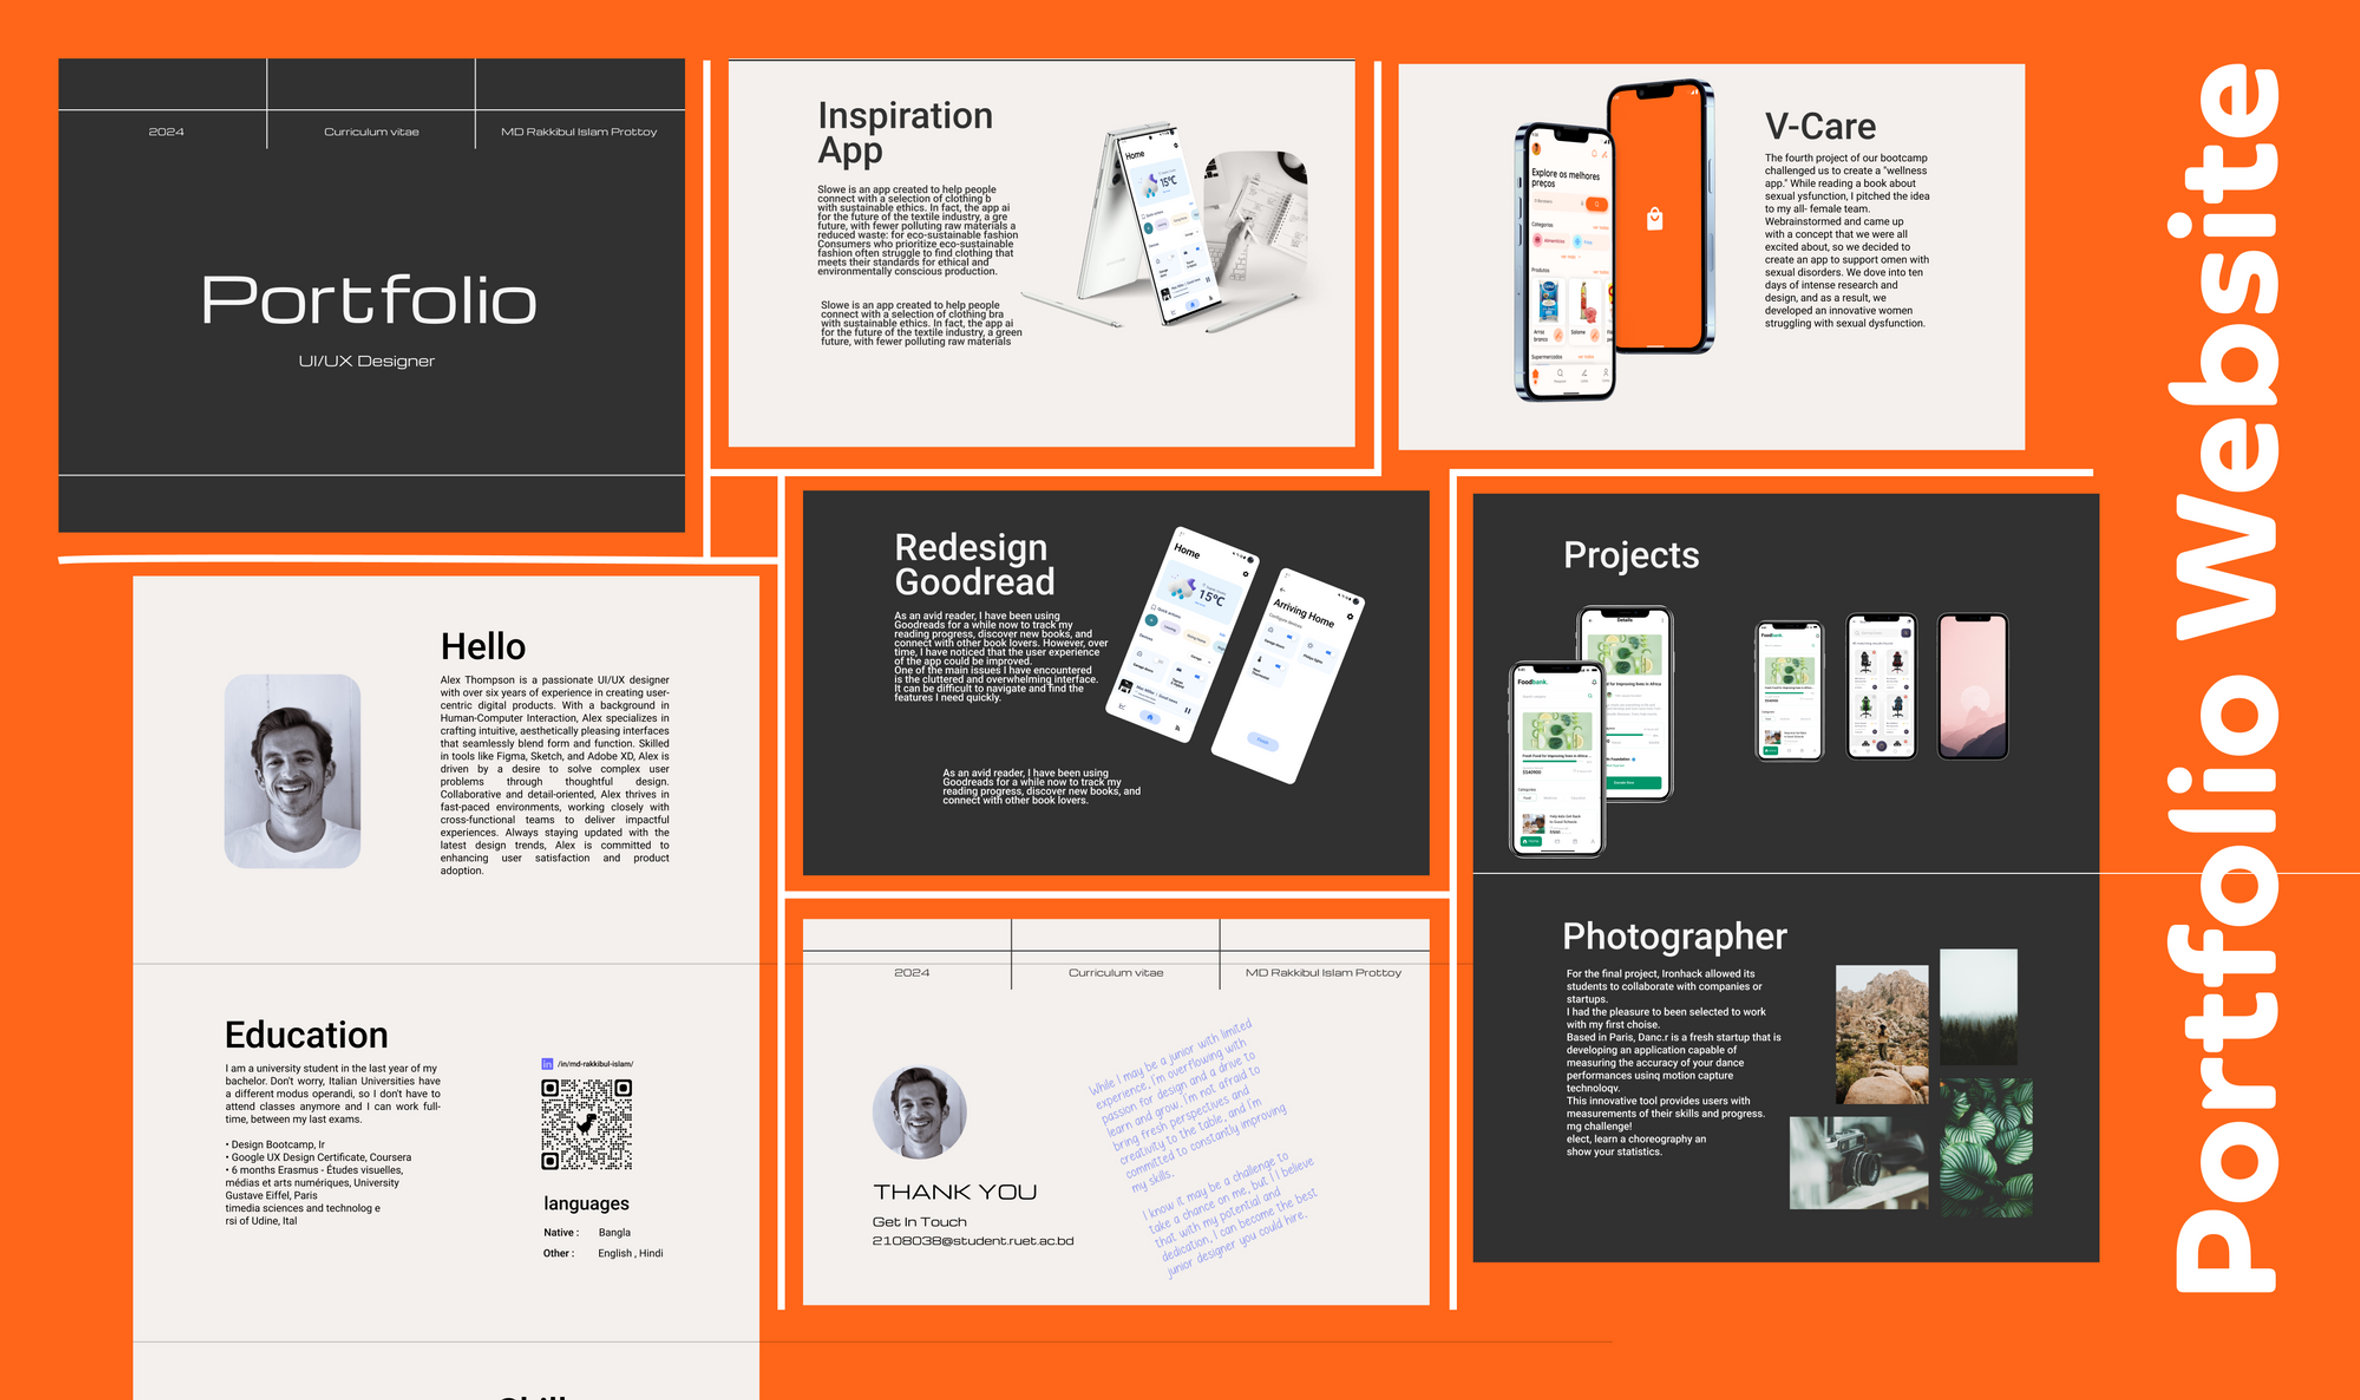 2024
Curriculum vitae
MD Rakkibul Islam Prottoy
Portfolio
UI/UX Designer
Inspiration
App
Slowe is an app created to help people
connect with a selection of clothing b
with sustainable ethics. In fact, the app ai
for the future of the textile industry, a gre
future, with fewer polluting raw materials a
reduced waste: for eco-sustainable fashion
Consumers who prioritize eco-sustainable
fashion often struggle to find clothing that
meets their standards for ethical and
environmentally conscious production.
Slowe is an app created to help people
connect with a selection of clothing bra
with sustainable ethics. In fact, the app ai
for the future of the textile industry, a green
future, with fewer polluting raw materials
Home
15°C
Explore os melhores
preços
Categorias
Produtos
Arroz
branco
Salame
Supermercados
V-Care
The fourth project of our bootcamp
challenged us to create a "wellness
app." While reading a book about
sexual ysfunction, I pitched the idea
to my all- female team.
Webrainstormed and came up
with a concept that we were all
excited about, so we decided to
create an app to support omen with
sexual disorders. We dove into ten
days of intense research and
design, and as a result, we
developed an innovative women
struggling with sexual dysfunction.
Portfolio Website
Hello
Alex Thompson is a passionate UI/UX designer
with over six years of experience in creating user-
centric digital products. With a background in
Human-Computer Interaction, Alex specializes in
crafting intuitive, aesthetically pleasing interfaces
that seamlessly blend form and function. Skilled
in tools like Figma, Sketch, and Adobe XD, Alex is
driven by a desire to solve complex user
problems through thoughtful design.
Collaborative and detail-oriented, Alex thrives in
fast-paced environments, working closely with
cross-functional teams to deliver impactful
experiences. Always staying updated with the
latest design trends, Alex is committed to
enhancing user satisfaction and product
adoption.
Redesign
Goodread
As an avid reader, I have been using
Goodreads for a while now to track my
reading progress, discover new books, and
connect with other book lovers. However, over
time, I have noticed that the user experience
of the app could be improved.
One of the main issues I have encountered
is the cluttered and overwhelming interface.
It can be difficult to navigate and find the
features I need quickly.
As an avid reader, I have been using
Goodreads for a while now to track my
reading progress, discover new books, and
connect with other book lovers.
Home
15°C
Quick actions
Arriving Home
Finish
Projects
Details
Foodbank.
Foodbank.
Education
I am a university student in the last year of my
bachelor. Don't worry, Italian Universities have
a different modus operandi, so I don't have to
attend classes anymore and I can work full-
time, between my last exams.
• Design Bootcamp, Ir
• Google UX Design Certificate, Coursera
• 6 months Erasmus - Études visuelles,
médias et arts numériques, University
Gustave Eiffel, Paris
timedia sciences and technolog e
rsi of Udine, Ital
in /in/md-rakkibul-islam/
languages
Native : Bangla
Other : English , Hindi
2024
Curriculum vitae
MD Rakkibul Islam Prottoy
THANK YOU
Get In Touch
2108038@student.ruet.ac.bd
While I may be a junior with limited
experience, I'm overflowing with
passion for design and a drive to
learn and grow. I'm not afraid to
bring fresh perspectives and
creativity to the table, and I'm
committed to constantly improving
my skills.
I know it may be a challenge to
take a chance on me, but I I believe
that with my potential and
dedication, I can become the best
junior designer you could hire.
Photographer
For the final project, Ironhack allowed its
students to collaborate with companies or
startups.
I had the pleasure to been selected to work
with my first choise.
Based in Paris, Danc.r is a fresh startup that is
developing an application capable of
measuring the accuracy of your dance
performances using motion capture
technology.
This innovative tool provides users with
measurements of their skills and progress.
mg challenge!
elect, learn a choreography an
show your statistics.